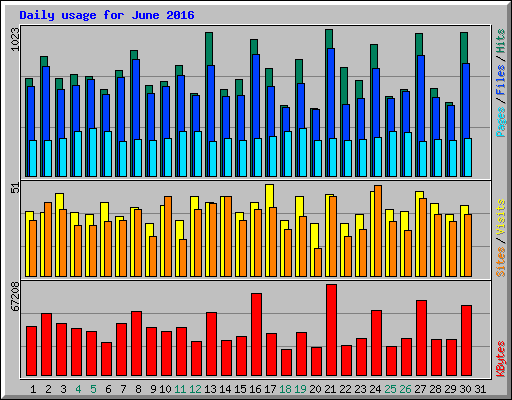 Daily usage for June 2016
1023
Pages / Files / Hits
51
Sites / Visits
67208
KBytes
1 2 3 4 5 6 7 8 9 10 11 12 13 14 15 16 17 18 19 20 21 22 23 24 25 26 27 28 29 30 31